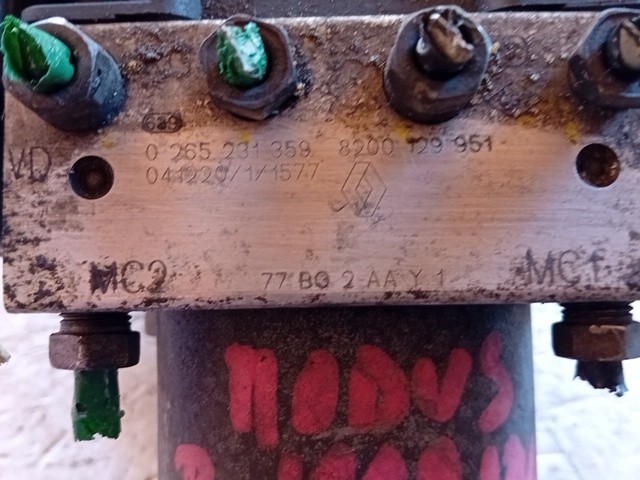 0 265 231 359 8200 129 951
VD 041220/1/1577
MC2 77 BO 2 AA Y 1 MC1
MODUS